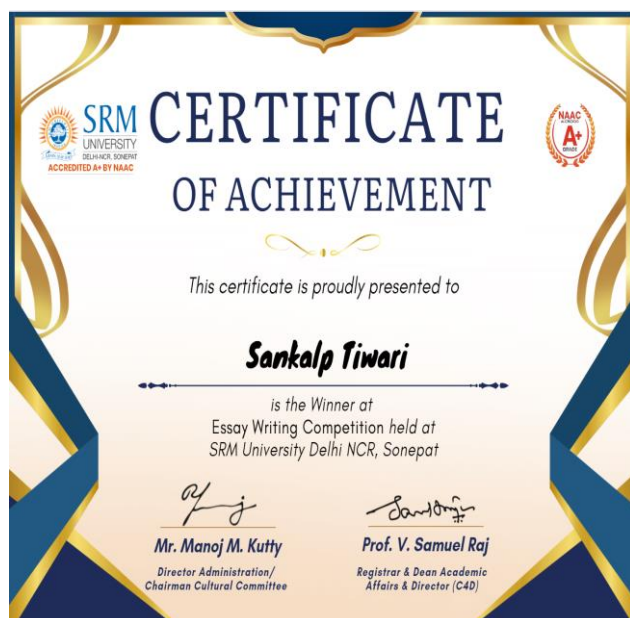 SRM
UNIVERSITY
DELHI-NCR, SONEPAT
ACCREDITED A+ BY NAAC
CERTIFICATE
OF ACHIEVEMENT
NAAC
A+
GRADE
This certificate is proudly presented to
Sankalp Tiwari
is the Winner at
Essay Writing Competition held at
SRM University Delhi NCR, Sonepat
Mr. Manoj M. Kutty
Director Administration/
Chairman Cultural Committee
Prof. V. Samuel Raj
Registrar & Dean Academic
Affairs & Director (C4D)